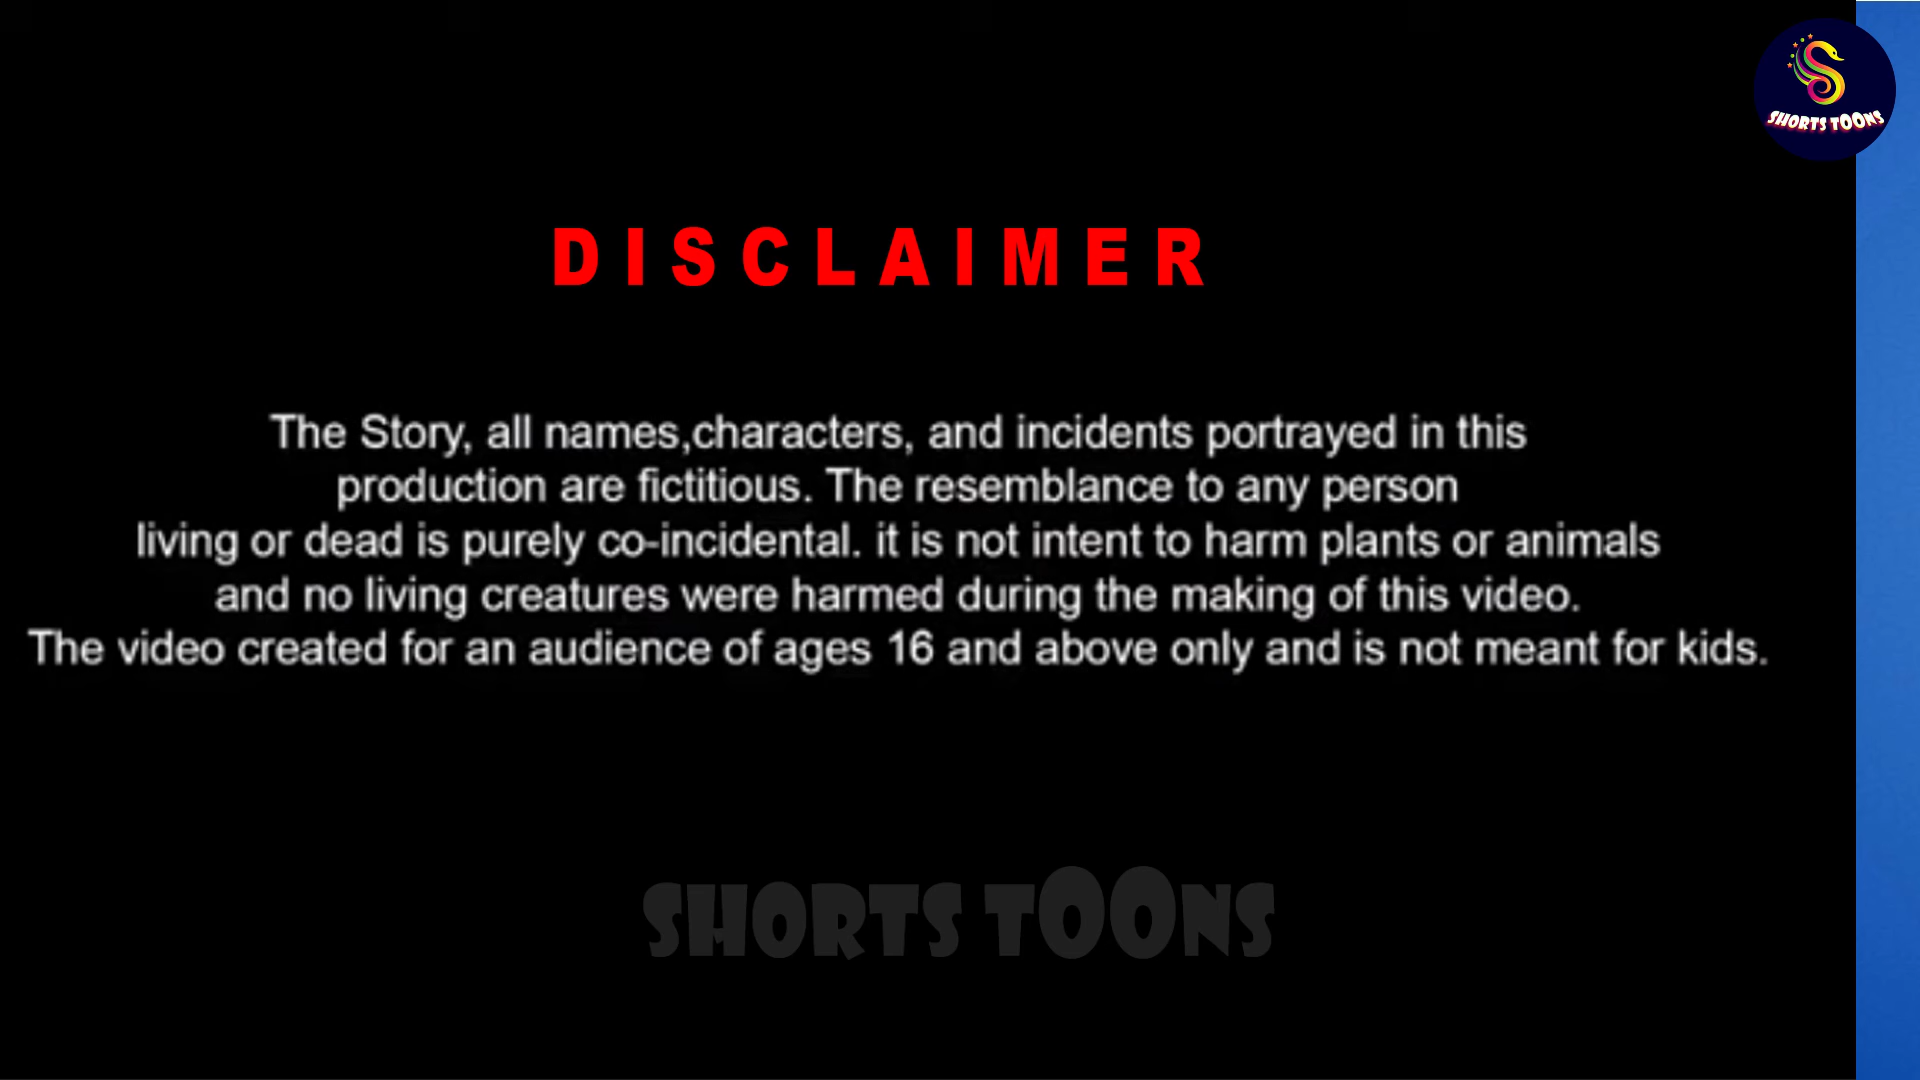 SHORTS TOONS
DISCLAIMER
The Story, all names,characters, and incidents portrayed in this
production are fictitious. The resemblance to any person
living or dead is purely co-incidental. it is not intent to harm plants or animals
and no living creatures were harmed during the making of this video.
The video created for an audience of ages 16 and above only and is not meant for kids.
SHORTS TOONS